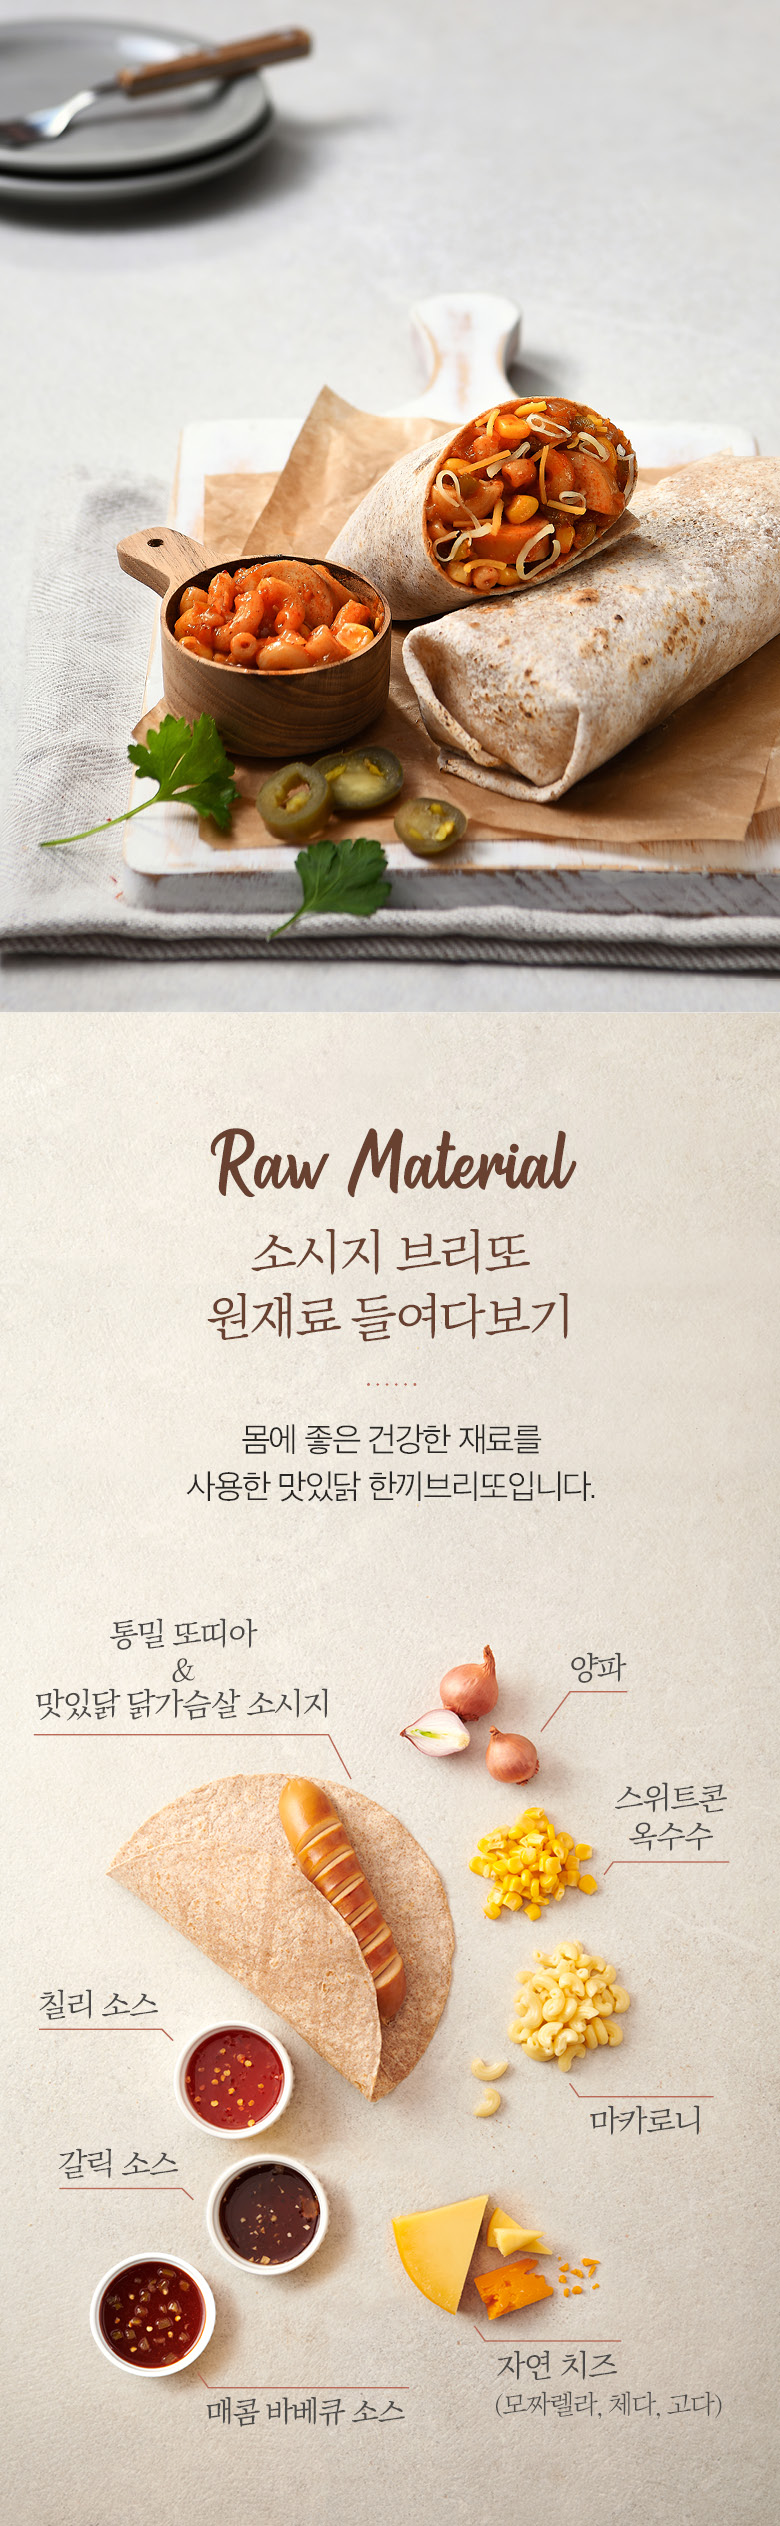 Raw Material
소시지 브리또
원재료 들여다보기
몸에 좋은 건강한 재료를
사용한 맛있닭 한끼브리또입니다.
통밀 또띠아
&
맛있닭 닭가슴살 소시지
양파
스위트콘
옥수수
칠리 소스
마카로니
갈릭 소스
자연 치즈
(모짜렐라, 체다, 고다)
매콤 바베큐 소스